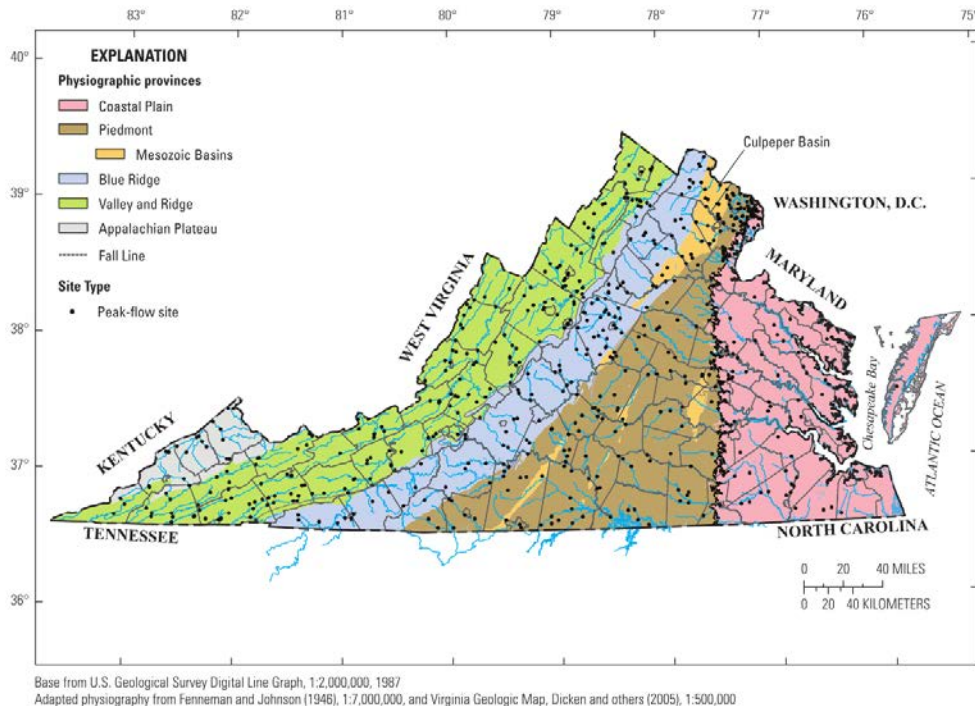 83° 82° 81° 80° 79° 78° 77° 76° 75°
40°
39°
38°
37°
36°
EXPLANATION
Physiographic provinces
Coastal Plain
Piedmont
Mesozoic Basins
Blue Ridge
Valley and Ridge
Appalachian Plateau
Fall Line
Site Type
Peak-flow site
Culpeper Basin
WASHINGTON, D.C.
MARYLAND
WEST VIRGINIA
KENTUCKY
TENNESSEE
NORTH CAROLINA
Chesapeake Bay
ATLANTIC OCEAN
0 20 40 MILES
0 20 40 KILOMETERS
Base from U.S. Geological Survey Digital Line Graph, 1:2,000,000, 1987
Adapted physiography from Fenneman and Johnson (1946), 1:7,000,000, and Virginia Geologic Map, Dicken and others (2005), 1:500,000